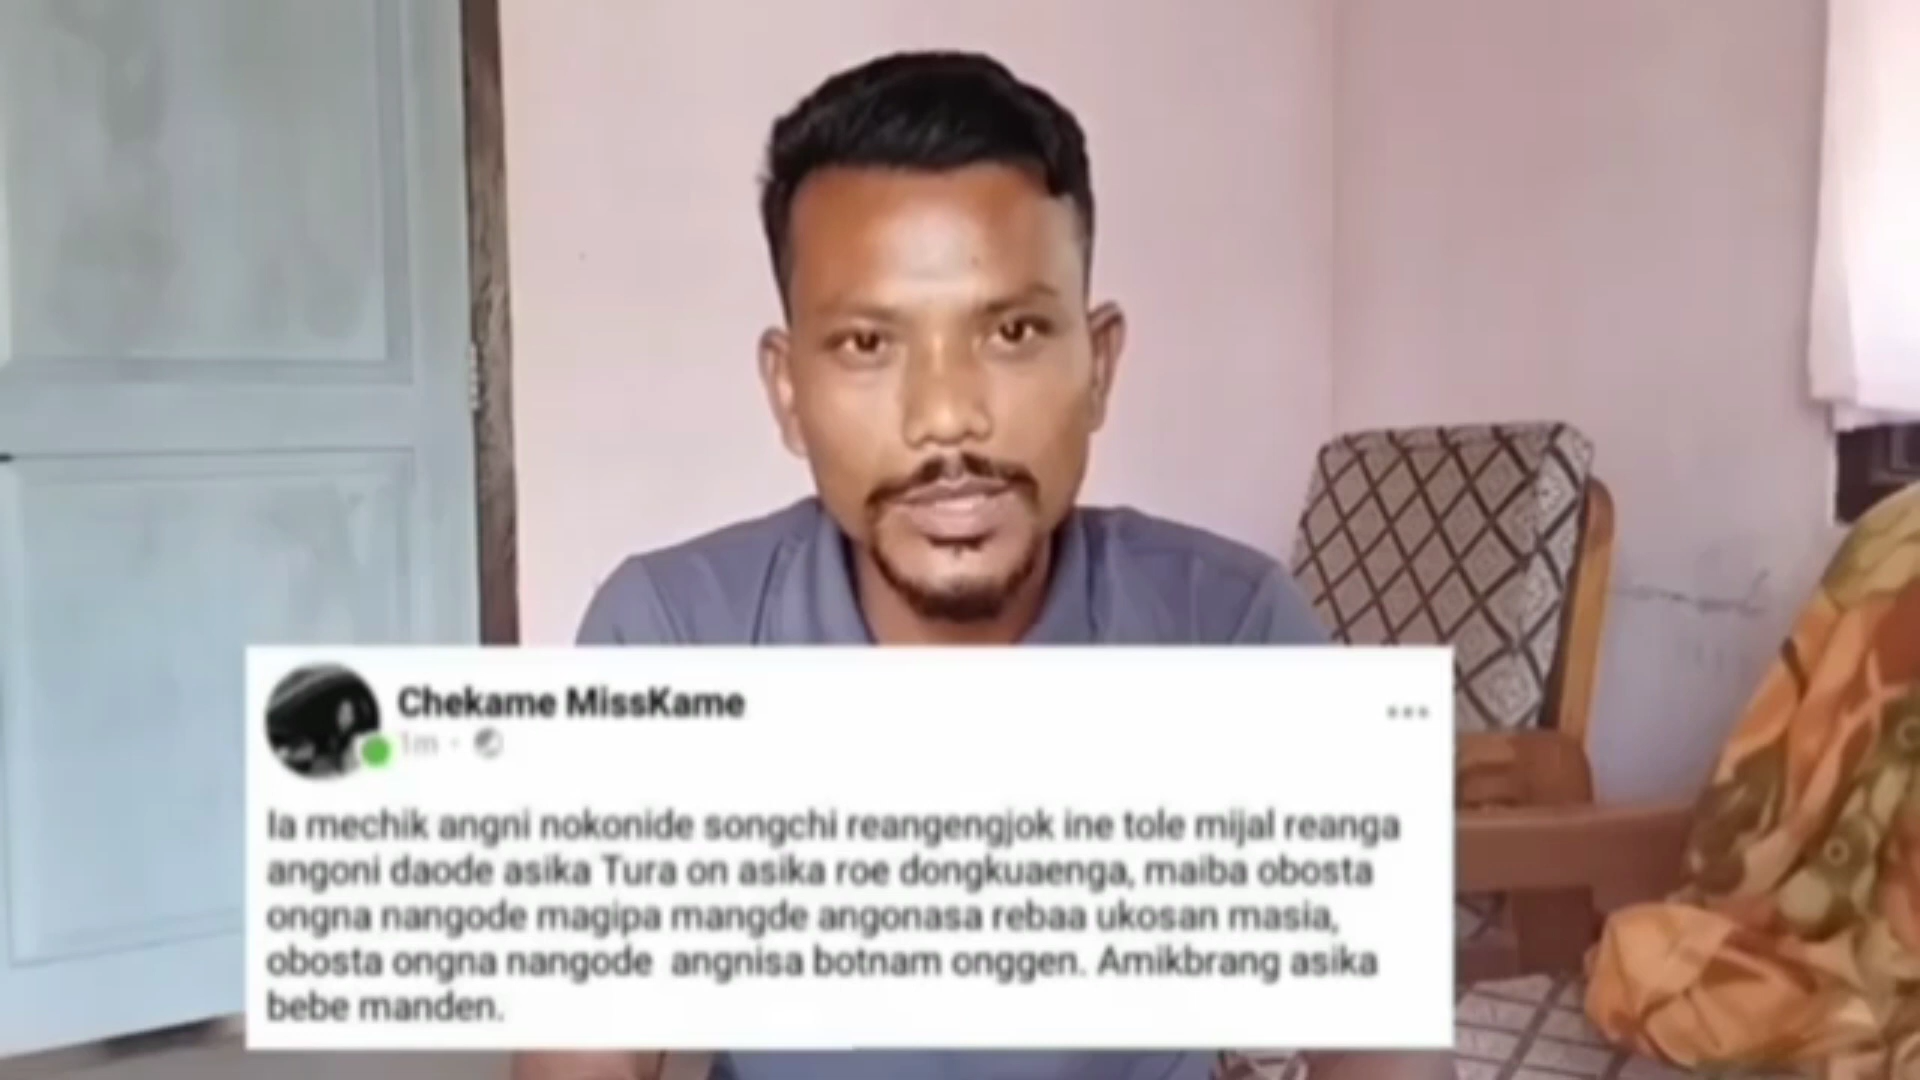 Chekame MissKame
1m ·
Ia mechik angni nokonide songchi reangengjok ine tole mijal reanga
angoni daode asika Tura on asika roe dongkuaenga, maiba obosta
ongna nangode magipa mangde angonasa rebaa ukosan masia,
obosta ongna nangode angnisa botnam onggen. Amikbrang asika
bebe manden.